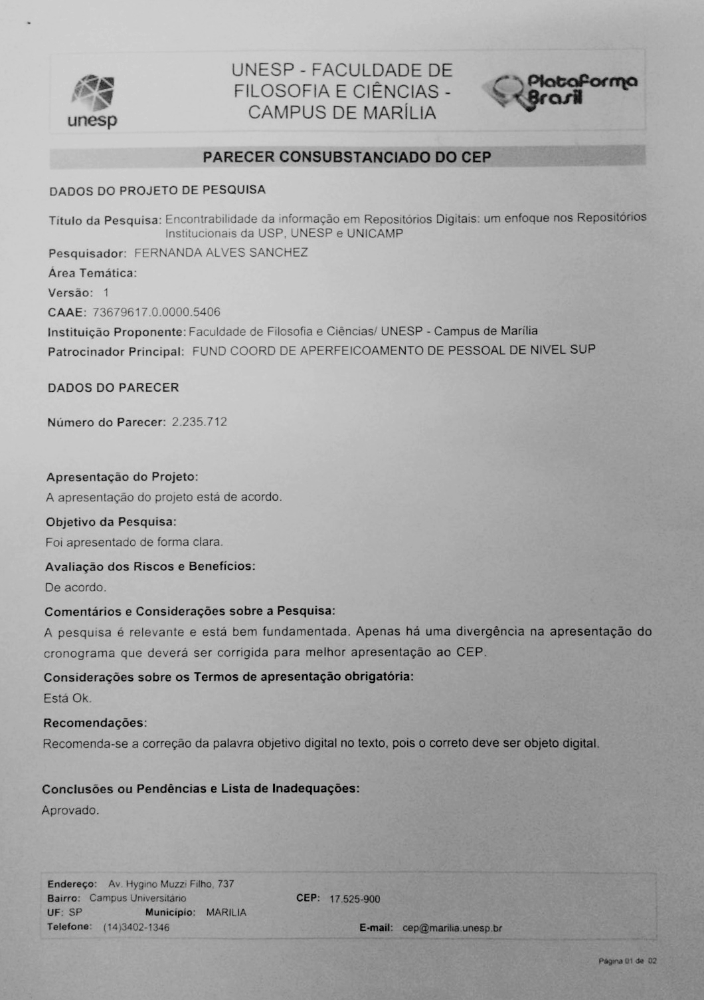 unesp
UNESP - FACULDADE DE
FILOSOFIA E CIÊNCIAS -
CAMPUS DE MARÍLIA
PlataForma
Brasil
PARECER CONSUBSTANCIADO DO CEP
DADOS DO PROJETO DE PESQUISA
Título da Pesquisa: Encontrabilidade da informação em Repositórios Digitais: um enfoque nos Repositórios
Institucionais da USP, UNESP e UNICAMP
Pesquisador: FERNANDA ALVES SANCHEZ
Área Temática:
Versão: 1
CAAE: 73679617.0.0000.5406
Instituição Proponente: Faculdade de Filosofia e Ciências/ UNESP - Campus de Marília
Patrocinador Principal: FUND COORD DE APERFEICOAMENTO DE PESSOAL DE NIVEL SUP
DADOS DO PARECER
Número do Parecer: 2.235.712
Apresentação do Projeto:
A apresentação do projeto está de acordo.
Objetivo da Pesquisa:
Foi apresentado de forma clara.
Avaliação dos Riscos e Benefícios:
De acordo.
Comentários e Considerações sobre a Pesquisa:
A pesquisa é relevante e está bem fundamentada. Apenas há uma divergência na apresentação do
cronograma que deverá ser corrigida para melhor apresentação ao CEP.
Considerações sobre os Termos de apresentação obrigatória:
Está Ok.
Recomendações:
Recomenda-se a correção da palavra objetivo digital no texto, pois o correto deve ser objeto digital.
Conclusões ou Pendências e Lista de Inadequações:
Aprovado.
Endereço: Av. Hygino Muzzi Filho, 737
Bairro: Campus Universitário CEP: 17.525-900
UF: SP Município: MARILIA
Telefone: (14)3402-1346 E-mail: cep@marilia.unesp.br
Página 01 de 02